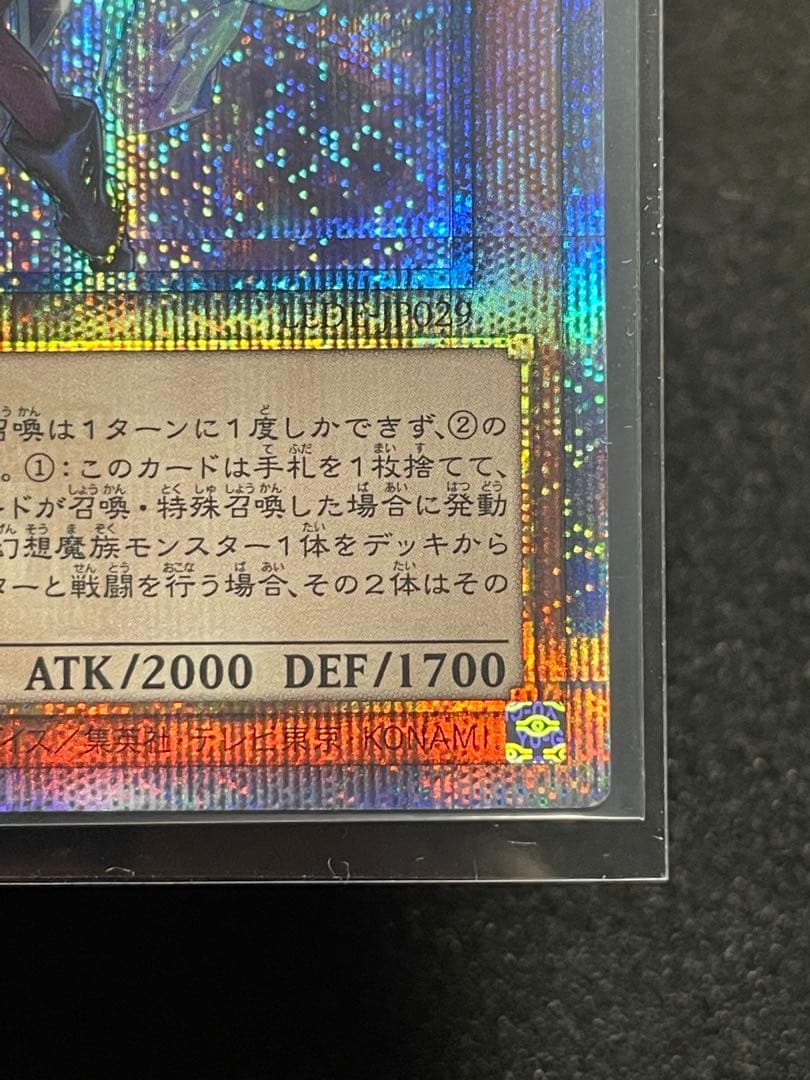 LEDE-JP029
召喚は1ターンに1度しかできず、②の
。①：このカードは手札を1枚捨てて、
ードが召喚・特殊召喚した場合に発動
幻想魔族モンスター1体をデッキから
ターと戦闘を行う場合、その2体はその
ATK/2000 DEF/1700
イス／集英社・テレビ東京・KONAMI